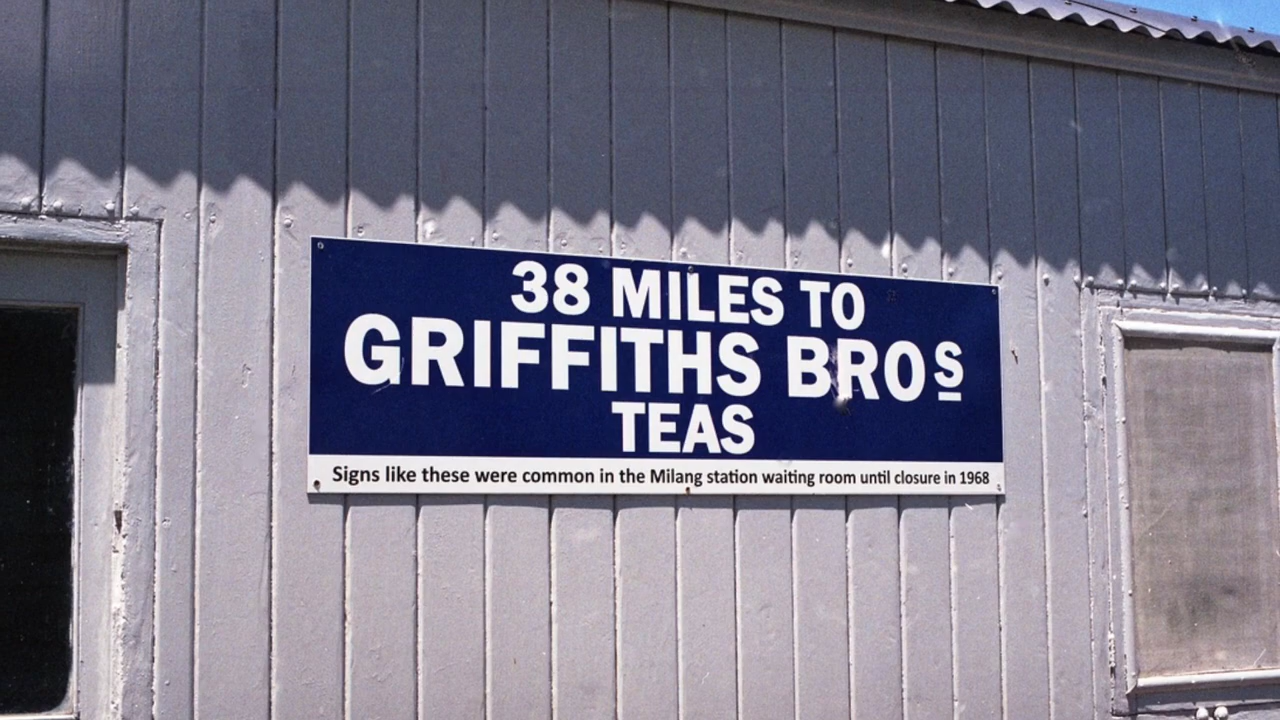 38 MILES TO
GRIFFITHS BROS
TEAS
Signs like these were common in the Milang station waiting room until closure in 1968